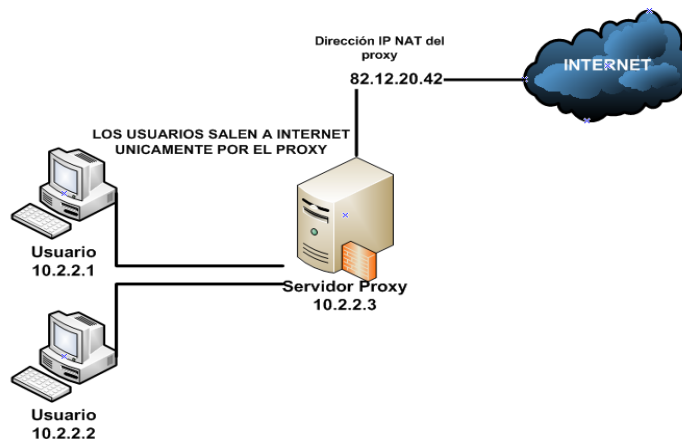 Dirección IP NAT del
proxy
82.12.20.42
INTERNET
LOS USUARIOS SALEN A INTERNET
UNICAMENTE POR EL PROXY
Usuario
10.2.2.1
Servidor Proxy
10.2.2.3
Usuario
10.2.2.2